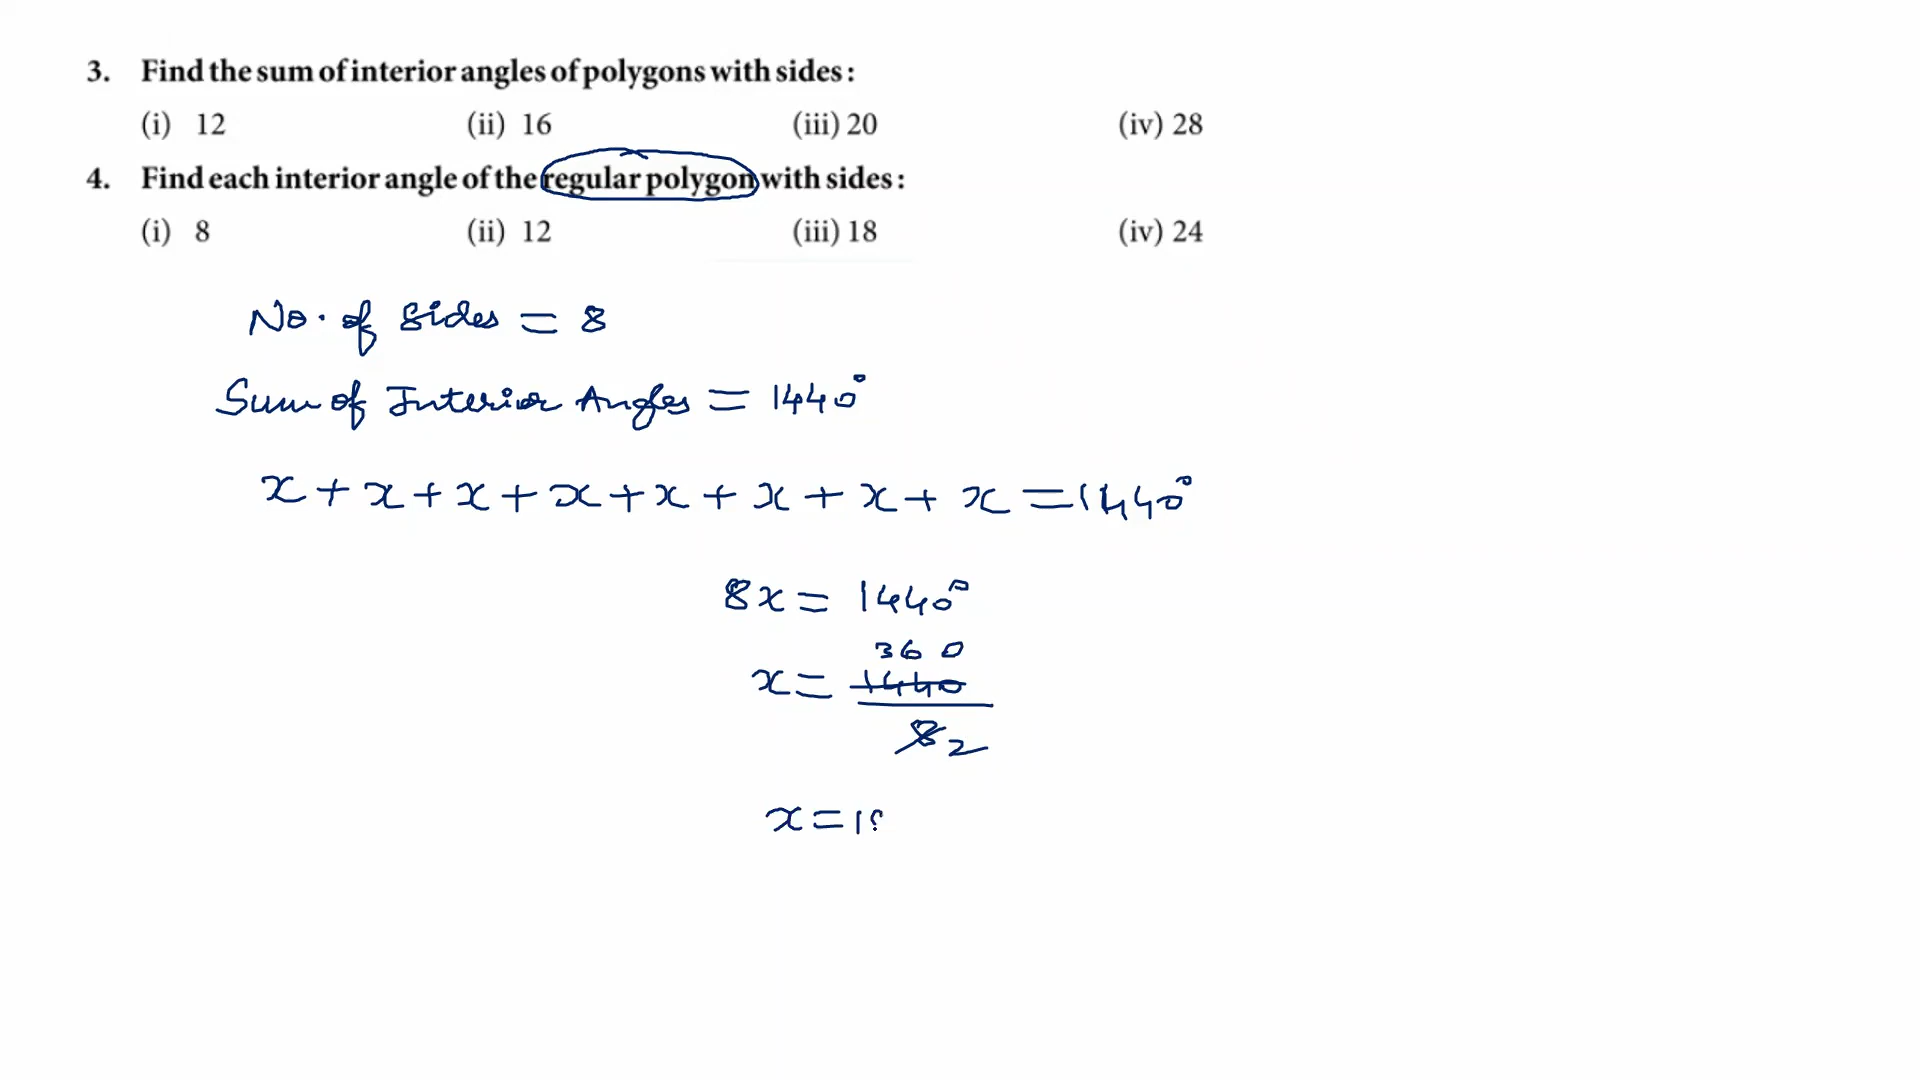 3. Find the sum of interior angles of polygons with sides :
(i) 12 (ii) 16 (iii) 20 (iv) 28
4. Find each interior angle of the regular polygon with sides :
(i) 8 (ii) 12 (iii) 18 (iv) 24
No. of Sides = 8
Sum of Interior Angles = 1440°
x + x + x + x + x + x + x + x = 1440°
8x = 1440°
360
x = 1440
8 2
x = 1